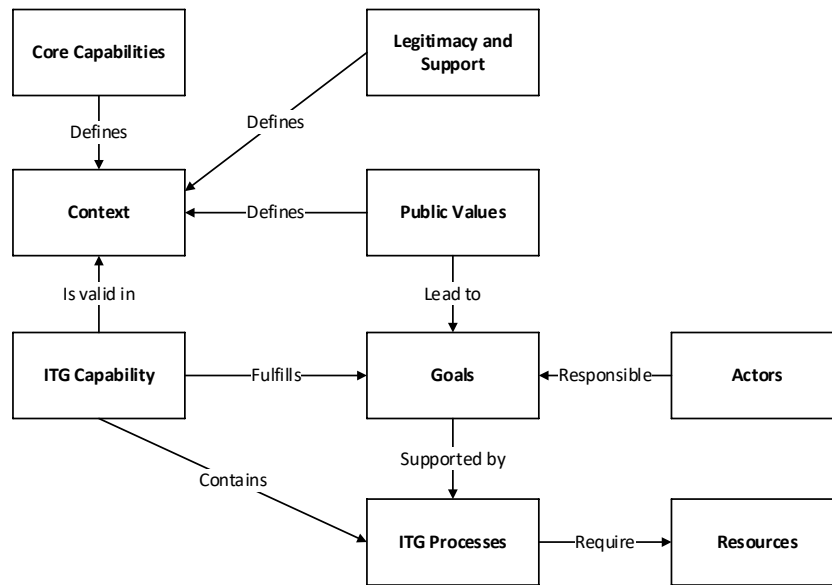 Core Capabilities
Legitimacy and
Support
Defines
Defines
Context
Defines
Public Values
Is valid in
Lead to
ITG Capability
Fulfills
Goals
Responsible
Actors
Contains
Supported by
ITG Processes
Require
Resources